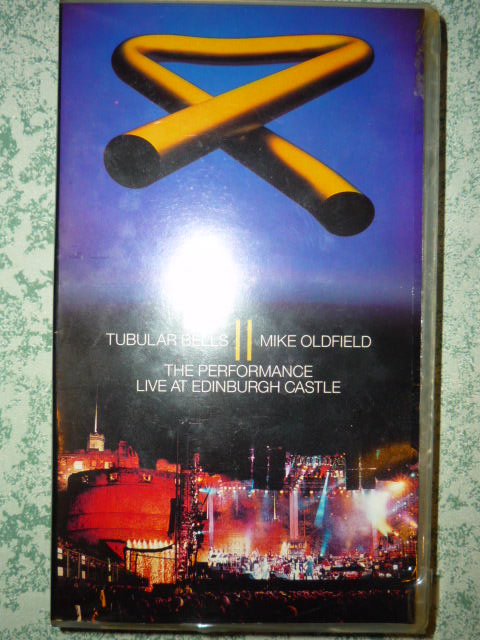 TUBULAR BELLS II MIKE OLDFIELD
THE PERFORMANCE
LIVE AT EDINBURGH CASTLE